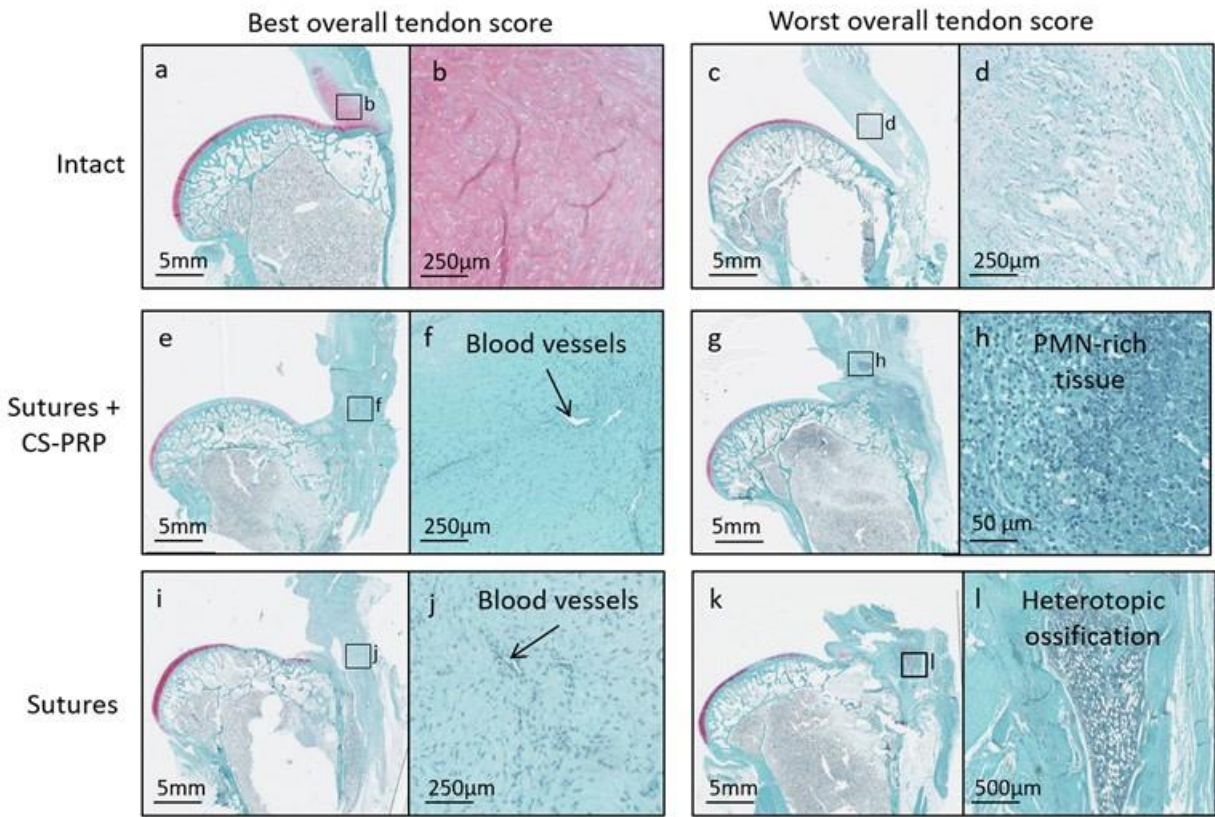 Best overall tendon score
Worst overall tendon score
Intact
a
b
5mm
b
250µm
c
d
5mm
d
250µm
Sutures +
CS-PRP
e
f
5mm
f
Blood vessels
250µm
g
h
5mm
h
PMN-rich
tissue
50 µm
Sutures
i
j
5mm
j
Blood vessels
250µm
k
l
5mm
l
Heterotopic
ossification
500µm